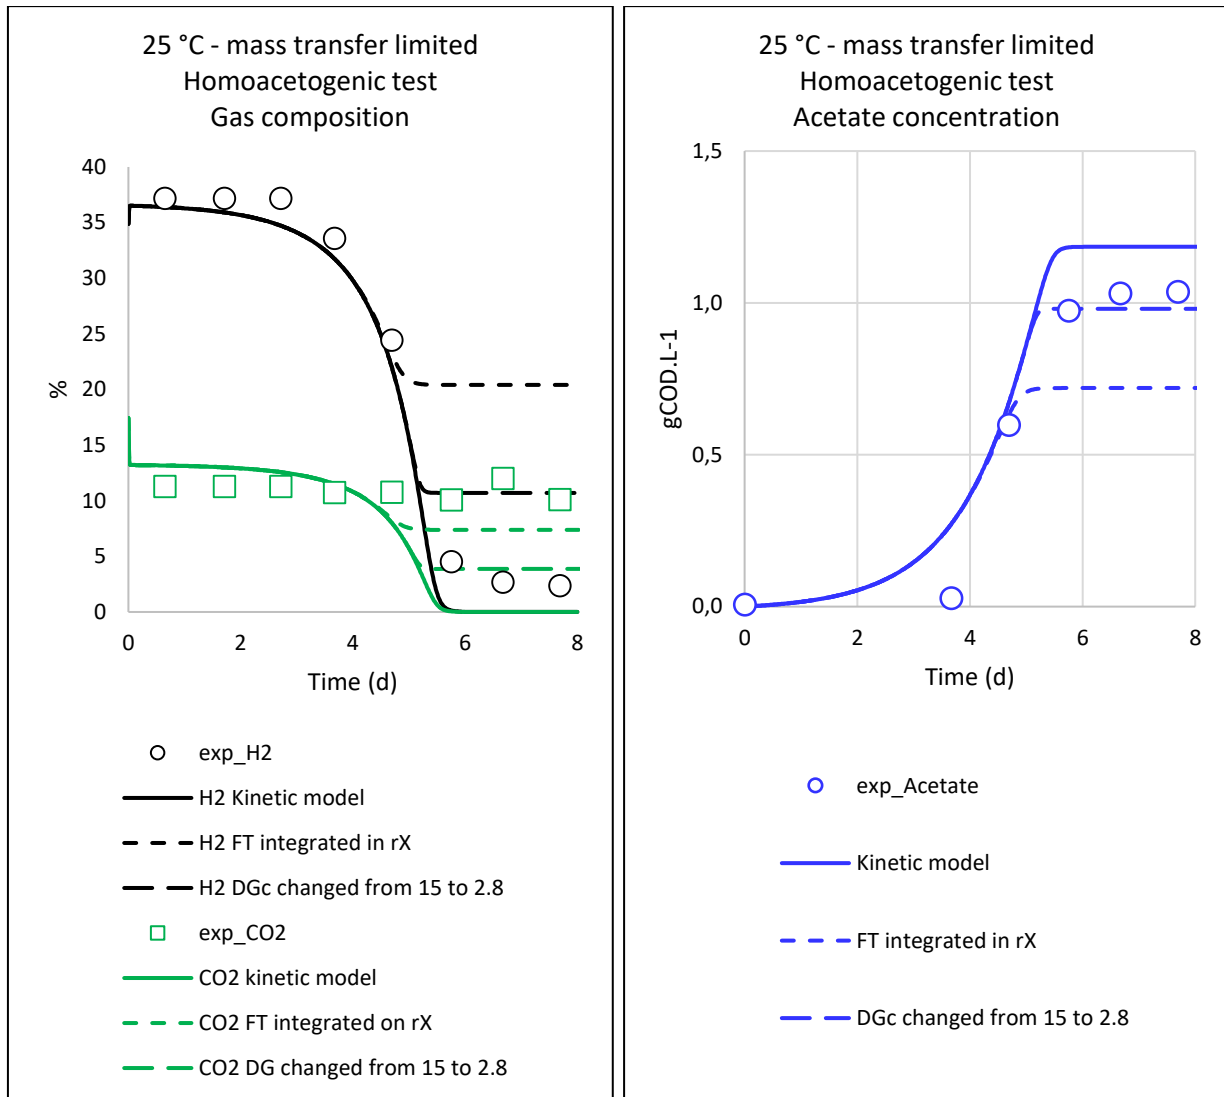 25 °C - mass transfer limited
Homoacetogenic test
Gas composition
40
35
30
25
20
15
10
5
0
%
0 2 4 6 8
Time (d)
exp_H2
H2 Kinetic model
H2 FT integrated in rX
H2 DGc changed from 15 to 2.8
exp_CO2
CO2 kinetic model
CO2 FT integrated on rX
CO2 DG changed from 15 to 2.8
25 °C - mass transfer limited
Homoacetogenic test
Acetate concentration
1,5
1,0
0,5
0,0
gCOD.L-1
0 2 4 6 8
Time (d)
exp_Acetate
Kinetic model
FT integrated in rX
DGc changed from 15 to 2.8